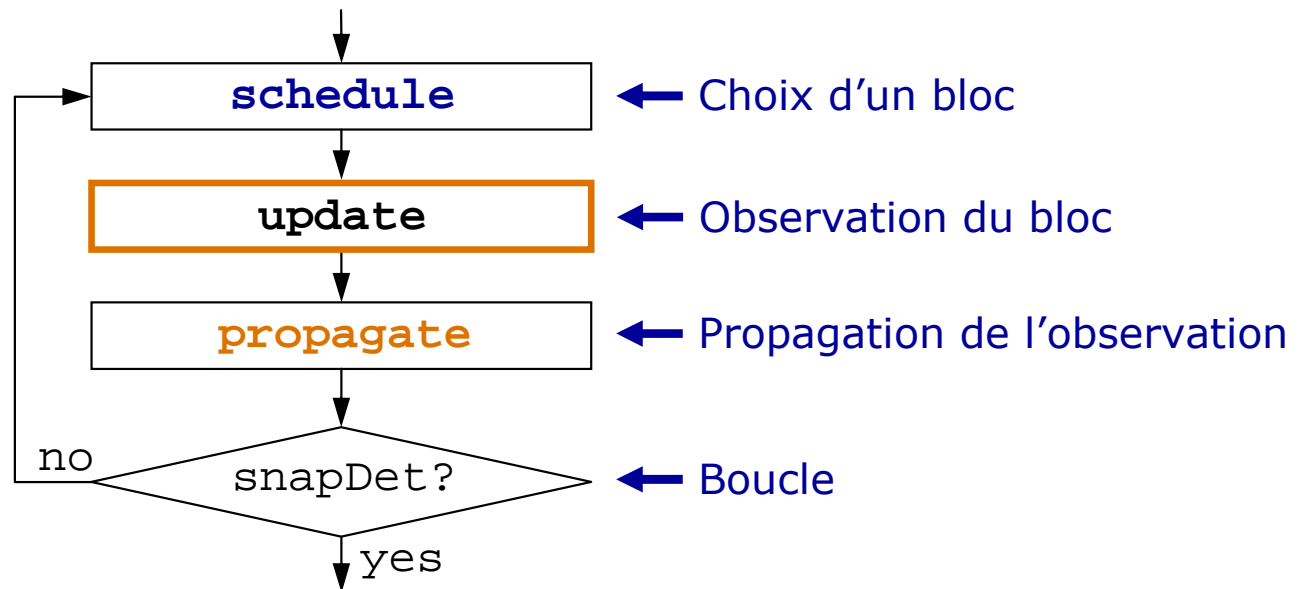 schedule
Choix d’un bloc
update
Observation du bloc
propagate
Propagation de l’observation
no
snapDet?
Boucle
yes